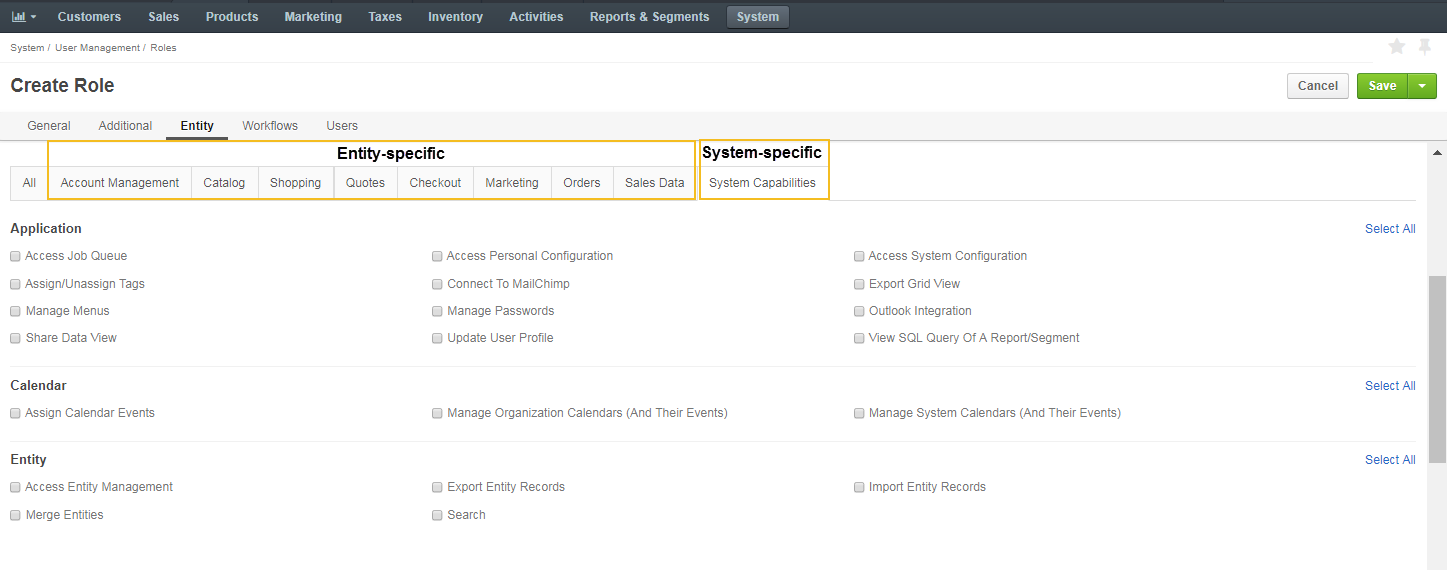 Customers Sales Products Marketing Taxes Inventory Activities Reports & Segments System
System / User Management / Roles
Create Role
Cancel Save
General Additional Entity Workflows Users
Entity-specific System-specific
All Account Management Catalog Shopping Quotes Checkout Marketing Orders Sales Data System Capabilities
Application Select All
Access Job Queue Access Personal Configuration Access System Configuration
Assign/Unassign Tags Connect To MailChimp Export Grid View
Manage Menus Manage Passwords Outlook Integration
Share Data View Update User Profile View SQL Query Of A Report/Segment
Calendar Select All
Assign Calendar Events Manage Organization Calendars (And Their Events) Manage System Calendars (And Their Events)
Entity Select All
Access Entity Management Export Entity Records Import Entity Records
Merge Entities Search